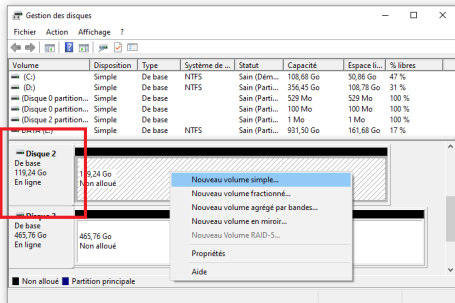 Gestion des disques
Fichier Action Affichage ?
Volume Disposition Type Système de ... Statut Capacité Espace li... % libres
(C:) Simple De base NTFS Sain (Dém... 108,68 Go 50,86 Go 47 %
(D:) Simple De base NTFS Sain (Parti... 356,45 Go 108,78 Go 31 %
(Disque 0 partition... Simple De base Sain (Parti... 529 Mo 529 Mo 100 %
(Disque 0 partition... Simple De base Sain (Parti... 100 Mo 100 Mo 100 %
(Disque 2 partition... Simple De base Sain (Parti... 1 Mo 1 Mo 100 %
DATA (E:) Simple De base NTFS Sain (Parti... 931,50 Go 161,68 Go 17 %
Disque 2
De base
119,24 Go
En ligne
119,24 Go
Non alloué
Nouveau volume simple...
Nouveau volume fractionné...
Nouveau volume agrégé par bandes...
Nouveau volume en miroir...
Nouveau Volume RAID-5...
Propriétés
Aide
De base
465,76 Go
En ligne
465,76 Go
Non alloué
Non alloué Partition principale